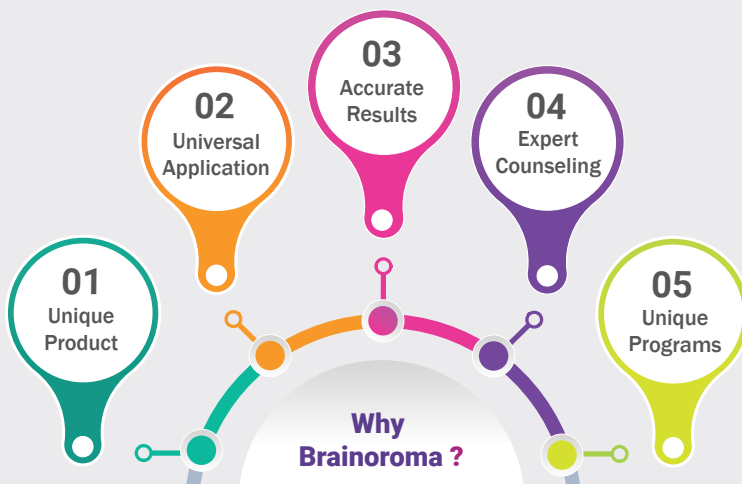 01
Unique
Product
02
Universal
Application
03
Accurate
Results
04
Expert
Counseling
05
Unique
Programs
Why
Brainoroma ?